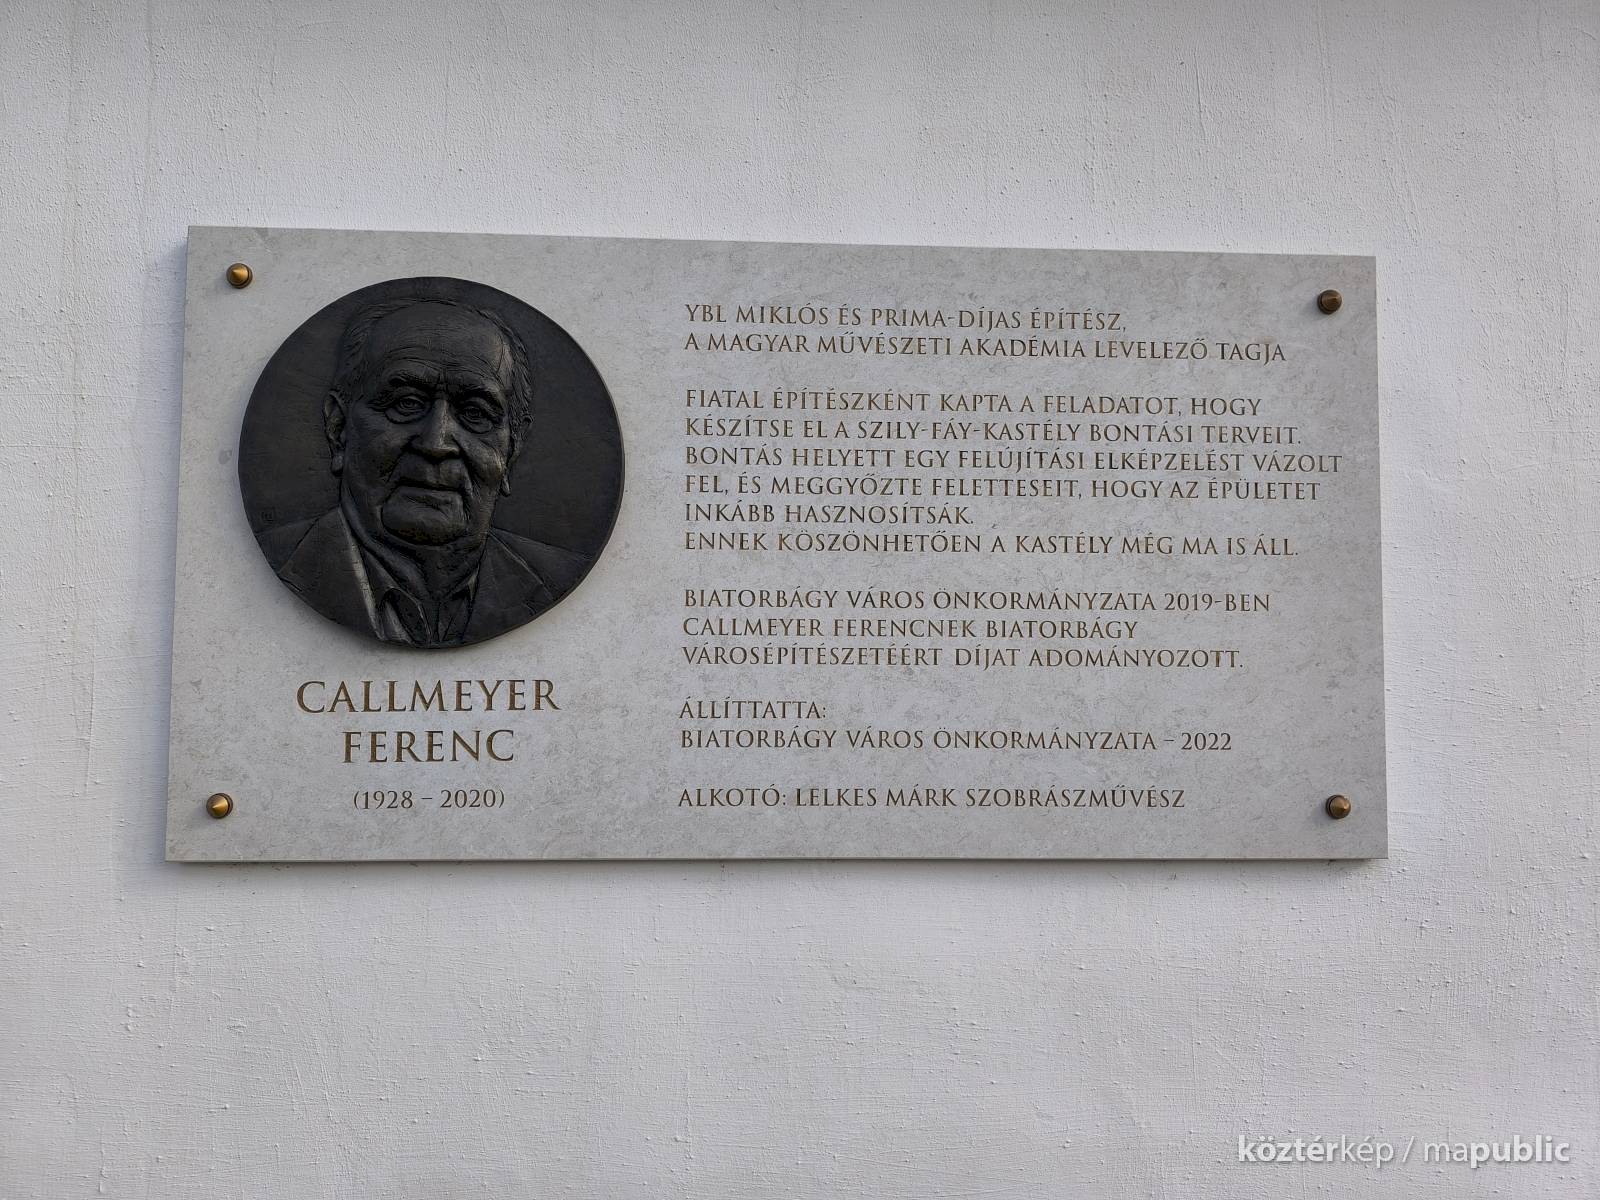 CALLMEYER
FERENC
(1928 – 2020)
YBL MIKLÓS ÉS PRIMA-DÍJAS ÉPÍTÉSZ,
A MAGYAR MŰVÉSZETI AKADÉMIA LEVELEZŐ TAGJA
FIATAL ÉPÍTÉSZKÉNT KAPTA A FELADATOT, HOGY
KÉSZÍTSE EL A SZILY-FÁY-KASTÉLY BONTÁSI TERVEIT.
BONTÁS HELYETT EGY FELÚJÍTÁSI ELKÉPZELÉST VÁZOLT
FEL, ÉS MEGGYŐZTE FELETTESEIT, HOGY AZ ÉPÜLETET
INKÁBB HASZNOSÍTSÁK.
ENNEK KÖSZÖNHETŐEN A KASTÉLY MÉG MA IS ÁLL.
BIATORBÁGY VÁROS ÖNKORMÁNYZATA 2019-BEN
CALLMEYER FERENCNEK BIATORBÁGY
VÁROSÉPÍTÉSZETÉÉRT DÍJAT ADOMÁNYOZOTT.
ÁLLÍTTATTA:
BIATORBÁGY VÁROS ÖNKORMÁNYZATA – 2022
ALKOTÓ: LELKES MÁRK SZOBRÁSZMŰVÉSZ
köztérkép / mapublic